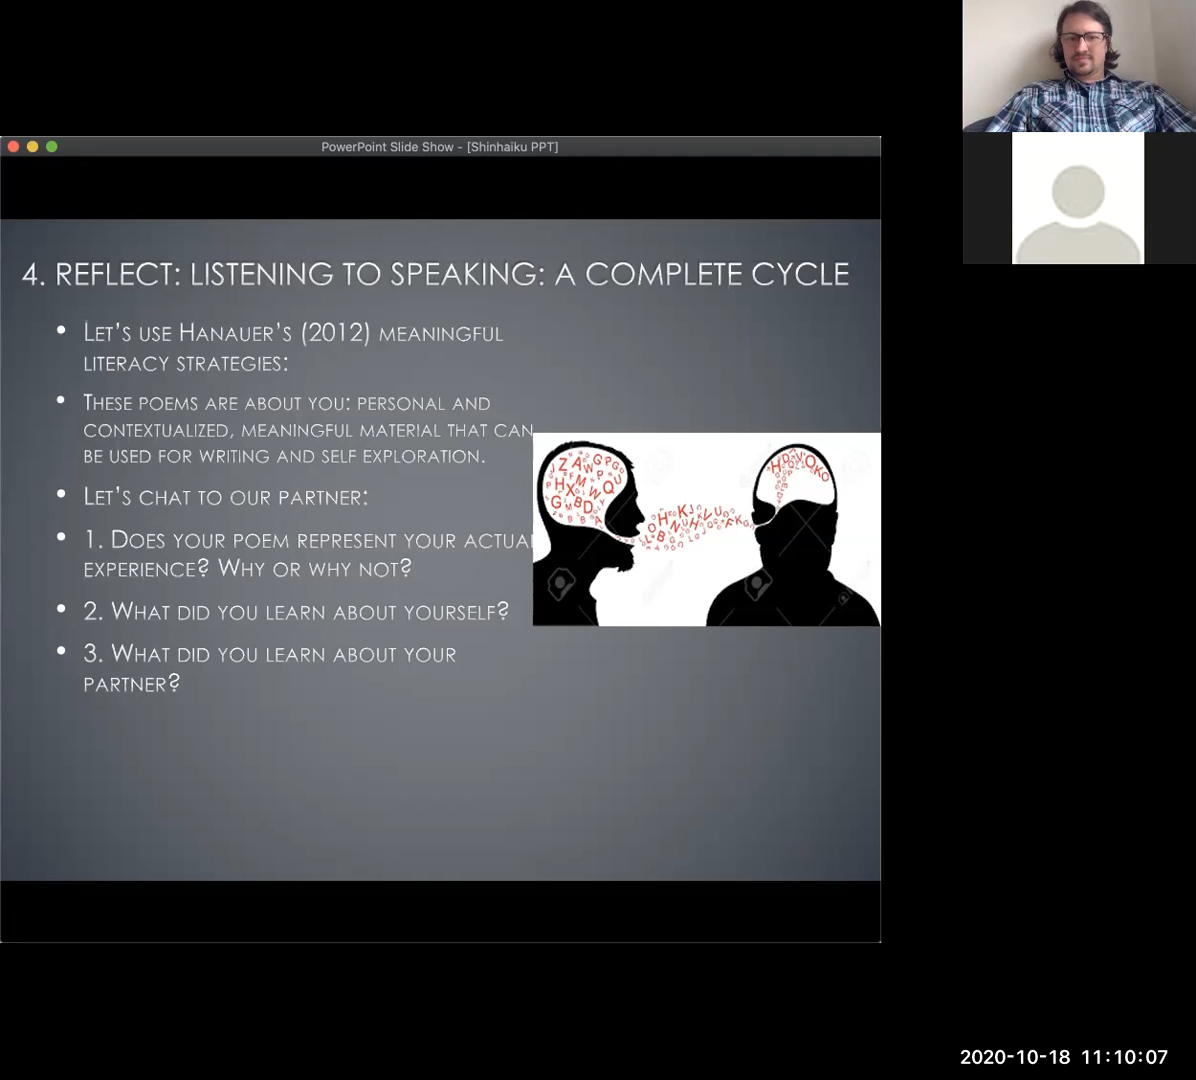 PowerPoint Slide Show - [Shinhaiku PPT]
4. REFLECT: LISTENING TO SPEAKING: A COMPLETE CYCLE
• LET'S USE HANAUER'S (2012) MEANINGFUL
LITERACY STRATEGIES:
• THESE POEMS ARE ABOUT YOU: PERSONAL AND
CONTEXTUALIZED, MEANINGFUL MATERIAL THAT CAN
BE USED FOR WRITING AND SELF EXPLORATION.
• LET'S CHAT TO OUR PARTNER:
• 1. DOES YOUR POEM REPRESENT YOUR ACTUAL
EXPERIENCE? WHY OR WHY NOT?
• 2. WHAT DID YOU LEARN ABOUT YOURSELF?
• 3. WHAT DID YOU LEARN ABOUT YOUR
PARTNER?
2020-10-18 11:10:07